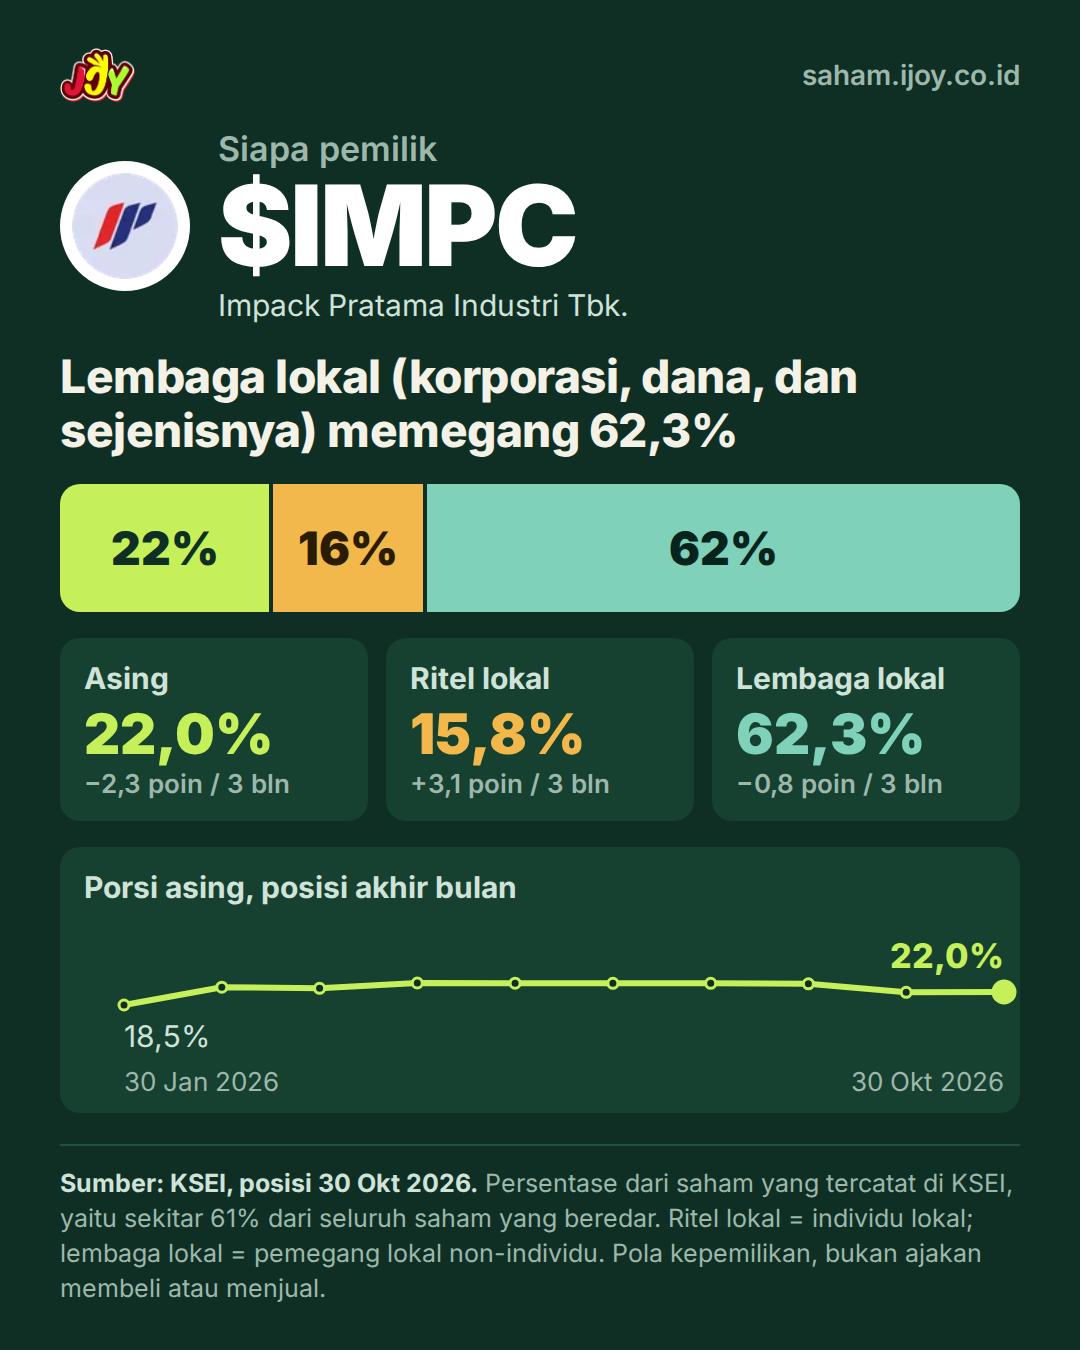 JOY
saham.ijoy.co.id
Siapa pemilik
$IMPC
Impack Pratama Industri Tbk.
Lembaga lokal (korporasi, dana, dan
sejenisnya) memegang 62,3%
22%
16%
62%
Asing
22,0%
−2,3 poin / 3 bln
Ritel lokal
15,8%
+3,1 poin / 3 bln
Lembaga lokal
62,3%
−0,8 poin / 3 bln
Porsi asing, posisi akhir bulan
22,0%
18,5%
30 Jan 2026
30 Okt 2026
Sumber: KSEI, posisi 30 Okt 2026. Persentase dari saham yang tercatat di KSEI,
yaitu sekitar 61% dari seluruh saham yang beredar. Ritel lokal = individu lokal;
lembaga lokal = pemegang lokal non-individu. Pola kepemilikan, bukan ajakan
membeli atau menjual.